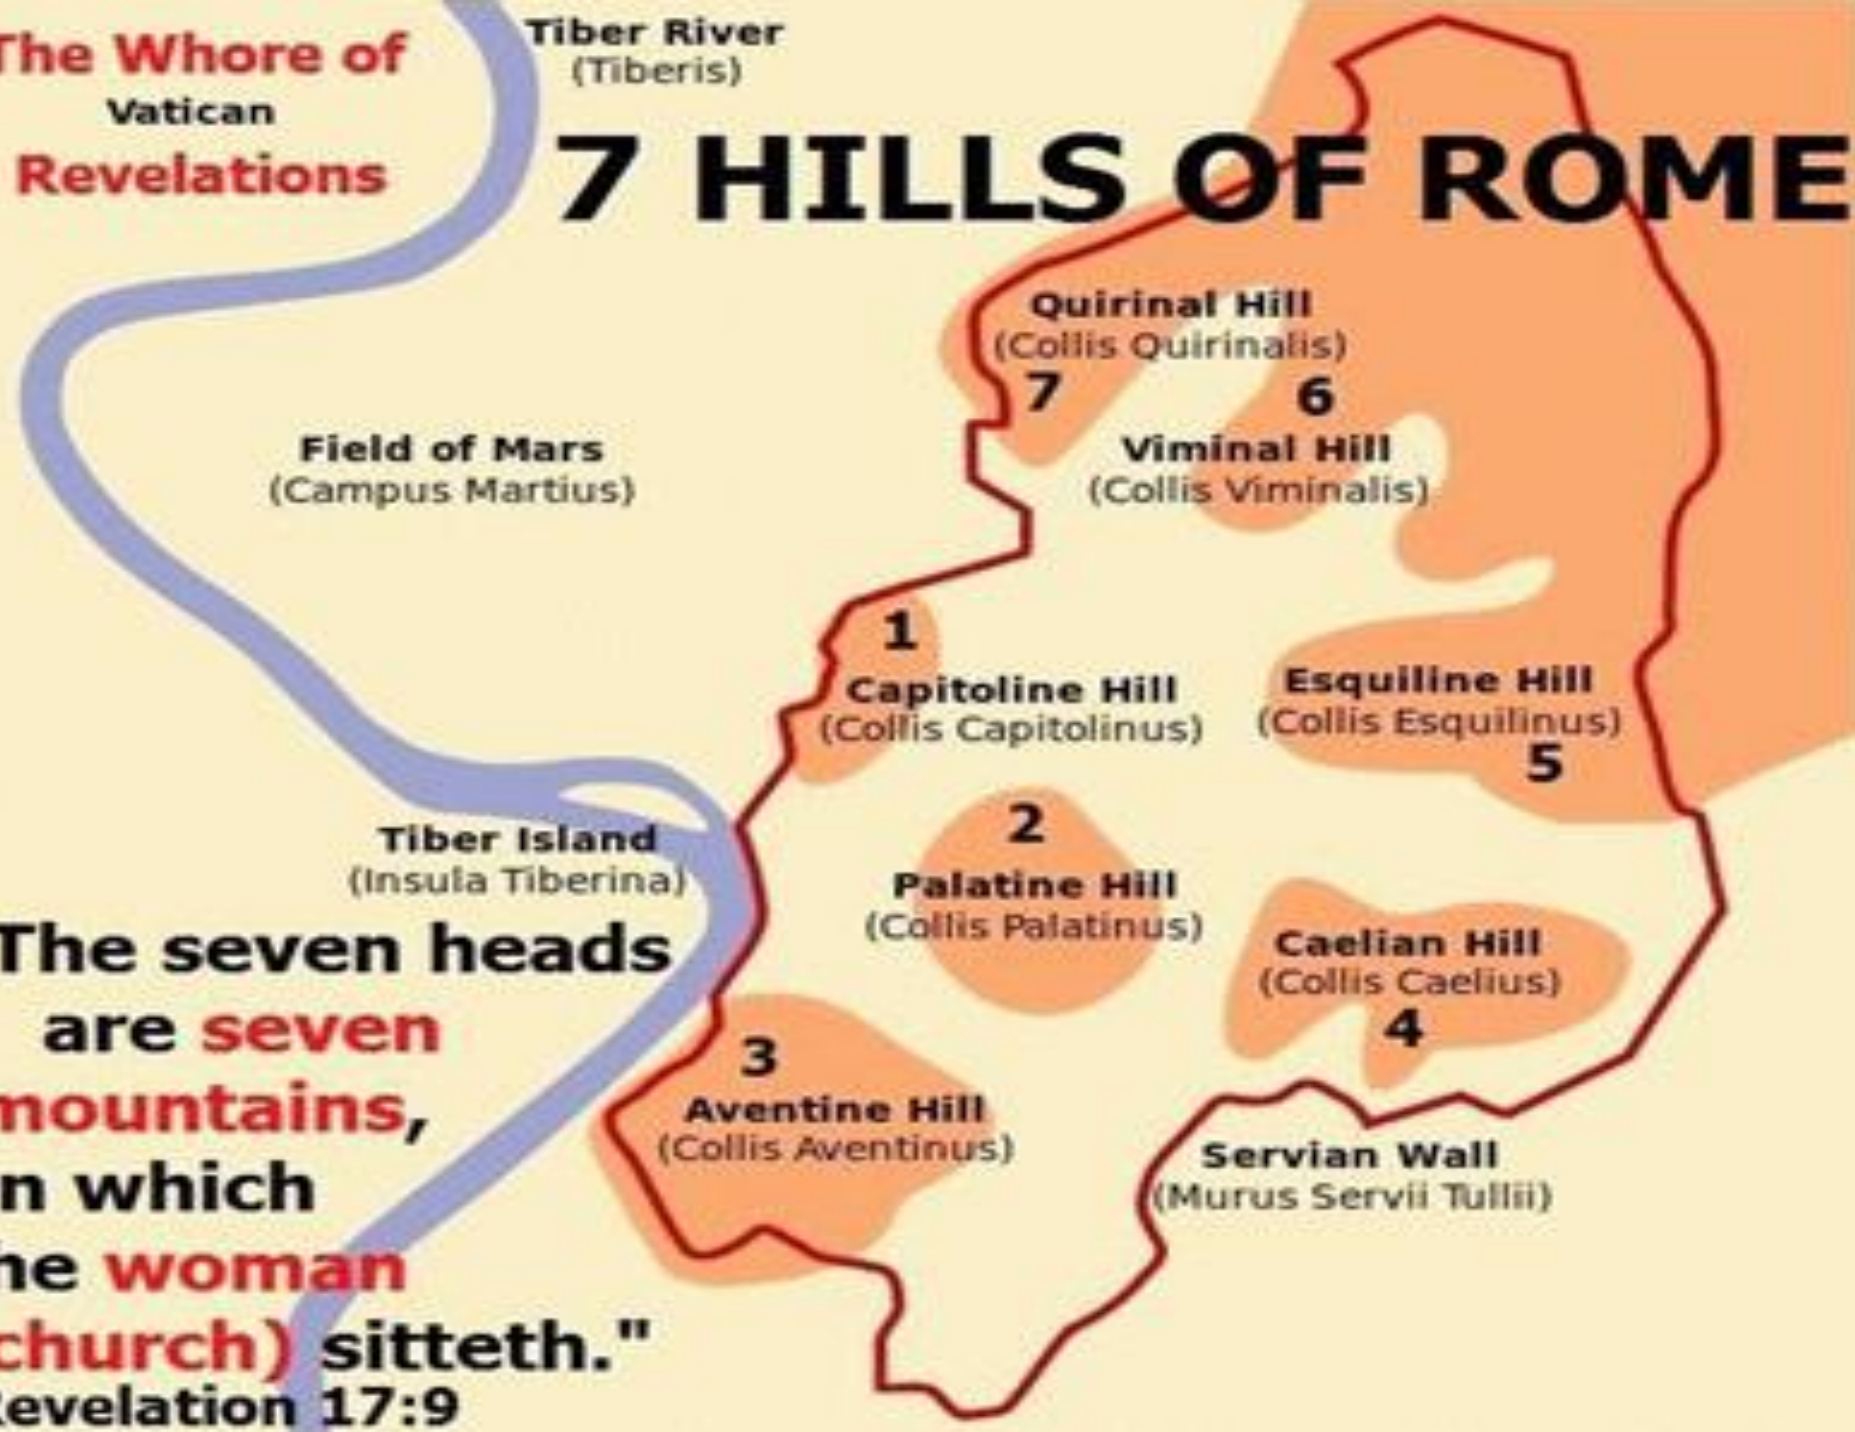 The Whore of
Vatican
Revelations
Tiber River
(Tiberis)
7 HILLS OF ROME
Quirinal Hill
(Collis Quirinalis)
7
6
Viminal Hill
(Collis Viminalis)
Field of Mars
(Campus Martius)
1
Capitoline Hill
(Collis Capitolinus)
Esquiline Hill
(Collis Esquilinus)
5
2
Palatine Hill
(Collis Palatinus)
Tiber Island
(Insula Tiberina)
Caelian Hill
(Collis Caelius)
4
3
Aventine Hill
(Collis Aventinus)
Servian Wall
(Murus Servii Tullii)
The seven heads
are seven
mountains,
n which
he woman
church) sitteth."
Revelation 17:9